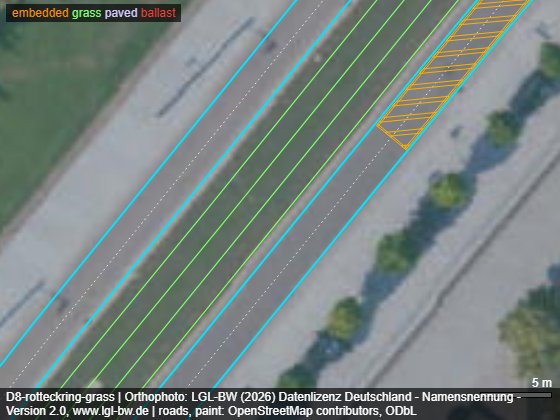 embedded grass paved ballast
5 m
D8-rotteckring-grass | Orthophoto: LGL-BW (2026) Datenlizenz Deutschland - Namensnennung -
Version 2.0, www.lgl-bw.de | roads, paint: OpenStreetMap contributors, ODbL